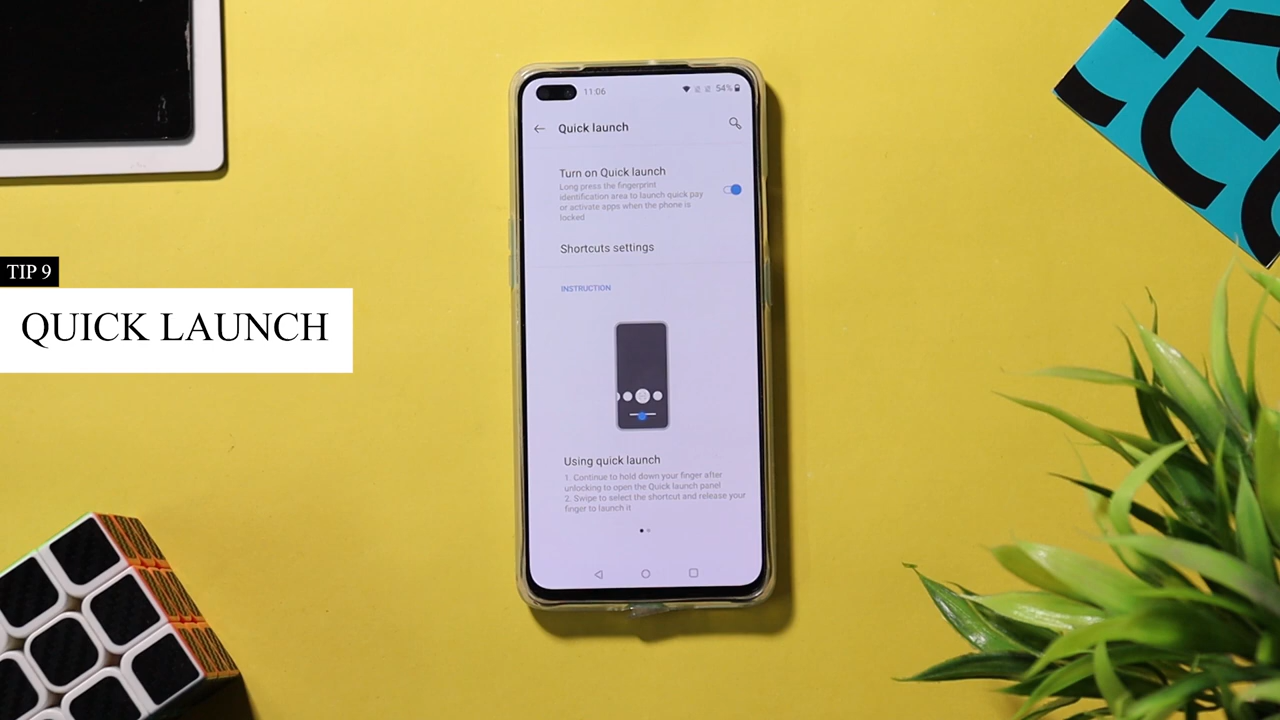 11:06
54%
Quick launch
Turn on Quick launch
Long press the fingerprint
identification area to launch quick pay
or activate apps when the phone is
locked
Shortcuts settings
INSTRUCTION
Using quick launch
1. Continue to hold down your finger after
unlocking to open the Quick launch panel
2. Swipe to select the shortcut and release your
finger to launch it
TIP 9
QUICK LAUNCH